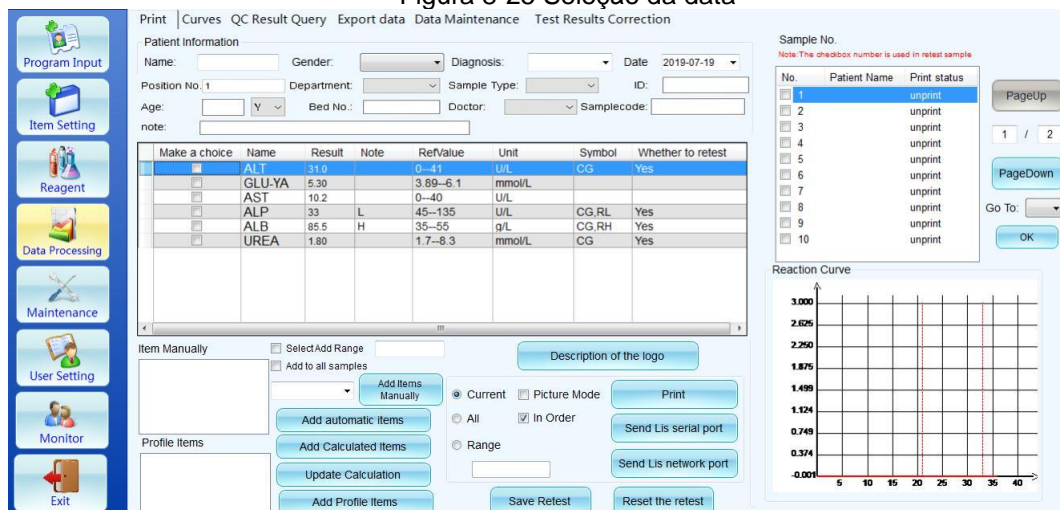 Figura 3-23 Seleção da data
Print Curves QC Result Query Export data Data Maintenance Test Results Correction
Program Input
Item Setting
Reagent
Data Processing
Maintenance
User Setting
Monitor
Exit
Patient Information
Name: Gender: Diagnosis: Date 2019-07-19
Position No. 1 Department: Sample Type: ID:
Age: Y Bed No.: Doctor: Samplecode:
note:
Make a choice Name Result Note RefValue Unit Symbol Whether to retest
ALT 31.0 0--41 U/L CG Yes
GLU-YA 5.30 3.89--6.1 mmol/L
AST 10.2 0--40 U/L
ALP 33 L 45--135 U/L CG,RL Yes
ALB 85.5 H 35--55 g/L CG,RH Yes
UREA 1.80 1.7--8.3 mmol/L CG Yes
Item Manually
Select Add Range
Add to all samples
Add Items
Manually
Add automatic items
Add Calculated Items
Update Calculation
Add Profile Items
Profile Items
Description of the logo
Current Picture Mode Print
All In Order
Send Lis serial port
Range
Send Lis network port
Save Retest Reset the retest
Sample No.
Note:The chedkbox number is used in retest sample
No. Patient Name Print status
1 unprint
2 unprint
3 unprint
4 unprint
5 unprint
6 unprint
7 unprint
8 unprint
9 unprint
10 unprint
PageUp
1 / 2
PageDown
Go To:
OK
Reaction Curve
3.000
2.625
2.250
1.875
1.499
1.124
0.749
0.374
-0.001
5 10 15 20 25 30 35 40